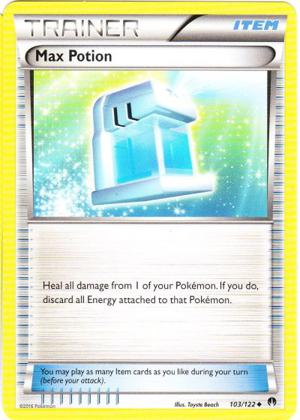 TRAINER
ITEM
Max Potion
Heal all damage from 1 of your Pokémon. If you do,
discard all Energy attached to that Pokémon.
You may play as many Item cards as you like during your turn
(before your attack).
©2016 Pokémon
Illus. Toyste Beach
103/122